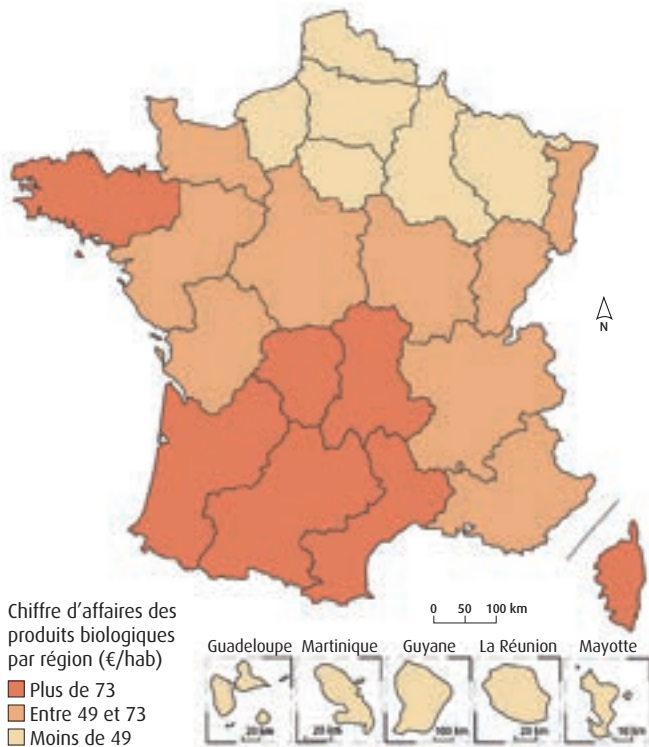 N
0 50 100 km
Chiffre d'affaires des
produits biologiques
par région (€/hab)
Plus de 73
Entre 49 et 73
Moins de 49
Guadeloupe Martinique Guyane La Réunion Mayotte
20 km 20 km 100 km 20 km 10 km